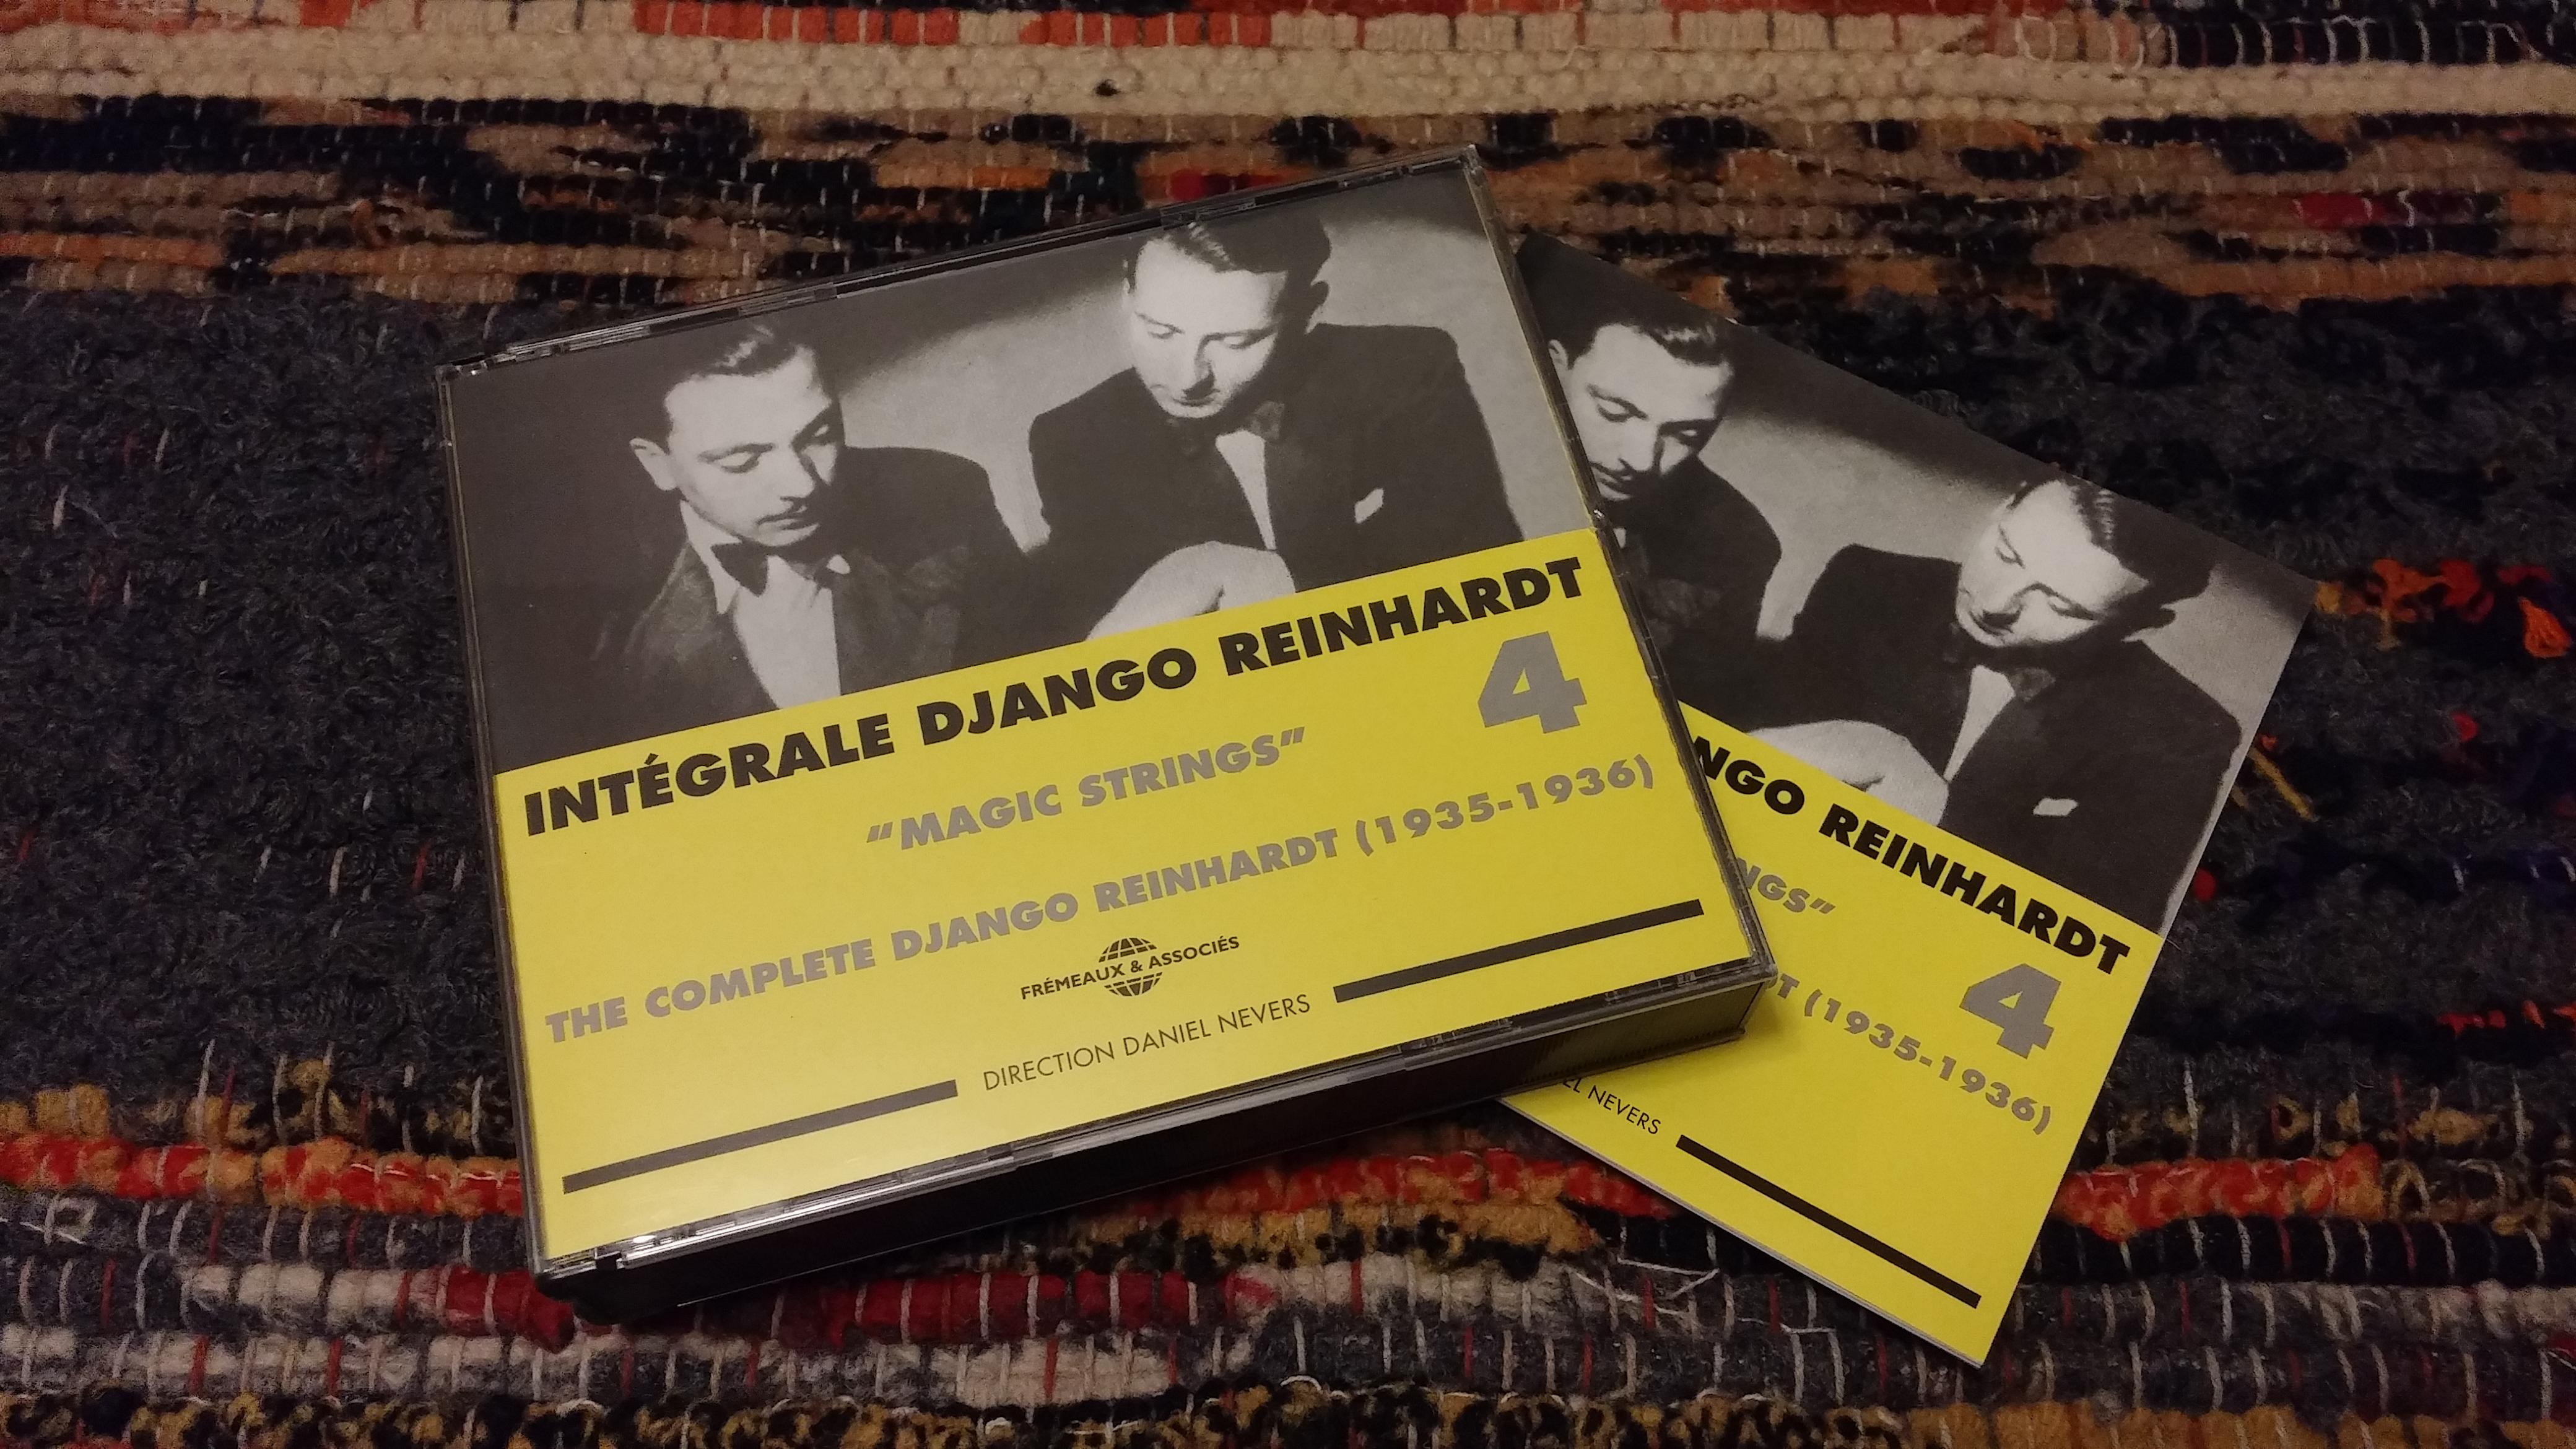 INTÉGRALE DJANGO REINHARDT
4
“MAGIC STRINGS”
THE COMPLETE DJANGO REINHARDT (1935-1936)
FRÉMEAUX & ASSOCIÉS
DIRECTION DANIEL NEVERS
NGO REINHARDT
4
NGS”
DT (1935-1936)
EL NEVERS